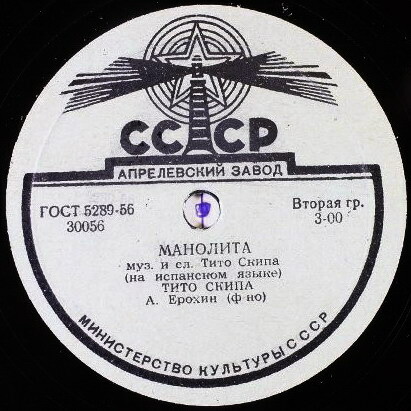 СССР
АПРЕЛЕВСКИЙ ЗАВОД
ГОСТ 5289-56
30056
Вторая гр.
3-00
МАНОЛИТА
муз. и сл. Тито Скипа
(на испанском языке)
ТИТО СКИПА
А. Ерохин (ф-но)
МИНИСТЕРСТВО КУЛЬТУРЫ СССР